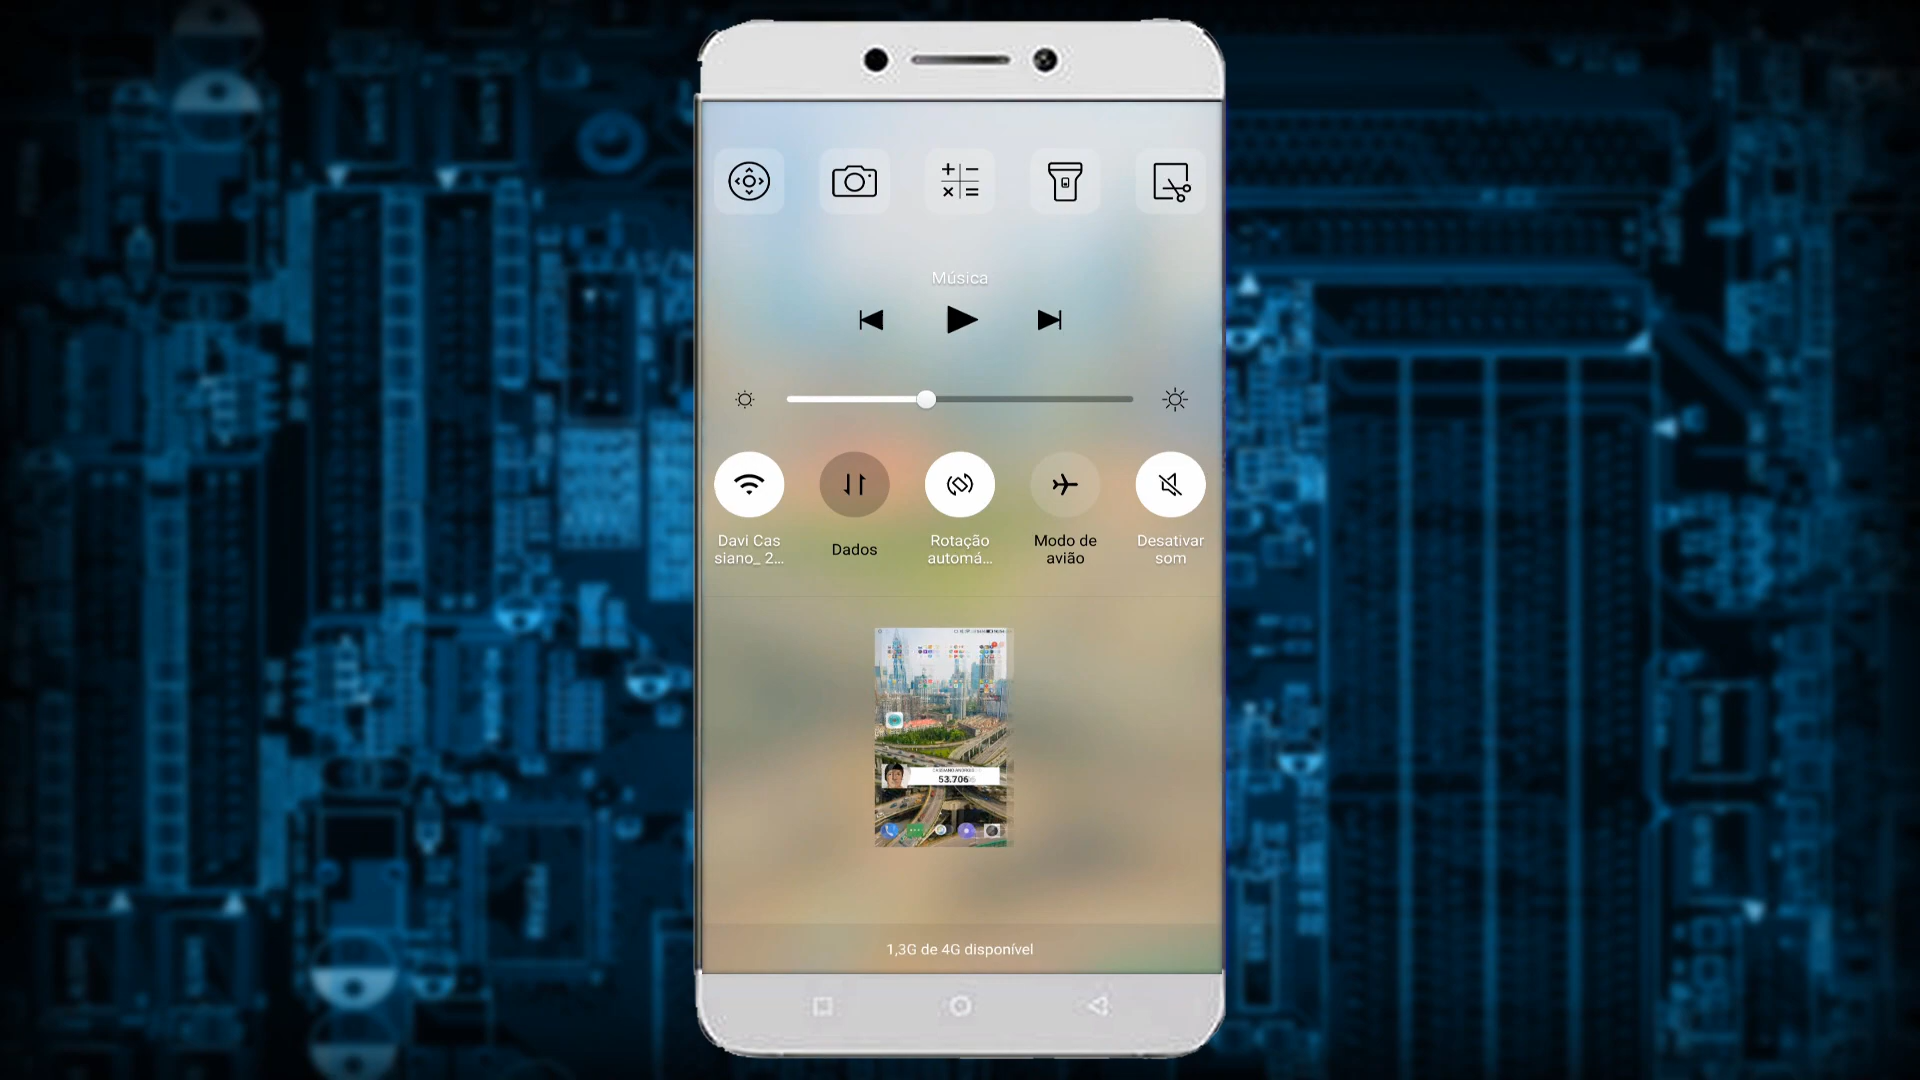 Música
Davi Cas
siano_ 2...
Dados
Rotação
automá...
Modo de
avião
Desativar
som
53.706
1,3G de 4G disponível